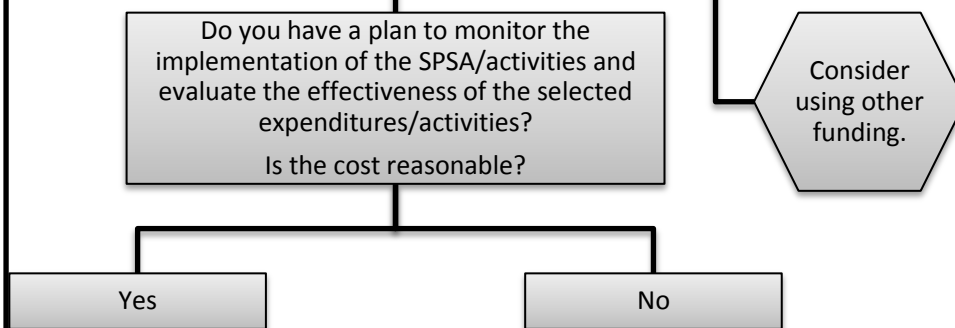 Do you have a plan to monitor the
implementation of the SPSA/activities and
evaluate the effectiveness of the selected
expenditures/activities?
Is the cost reasonable?
Consider
using other
funding.
Yes
No